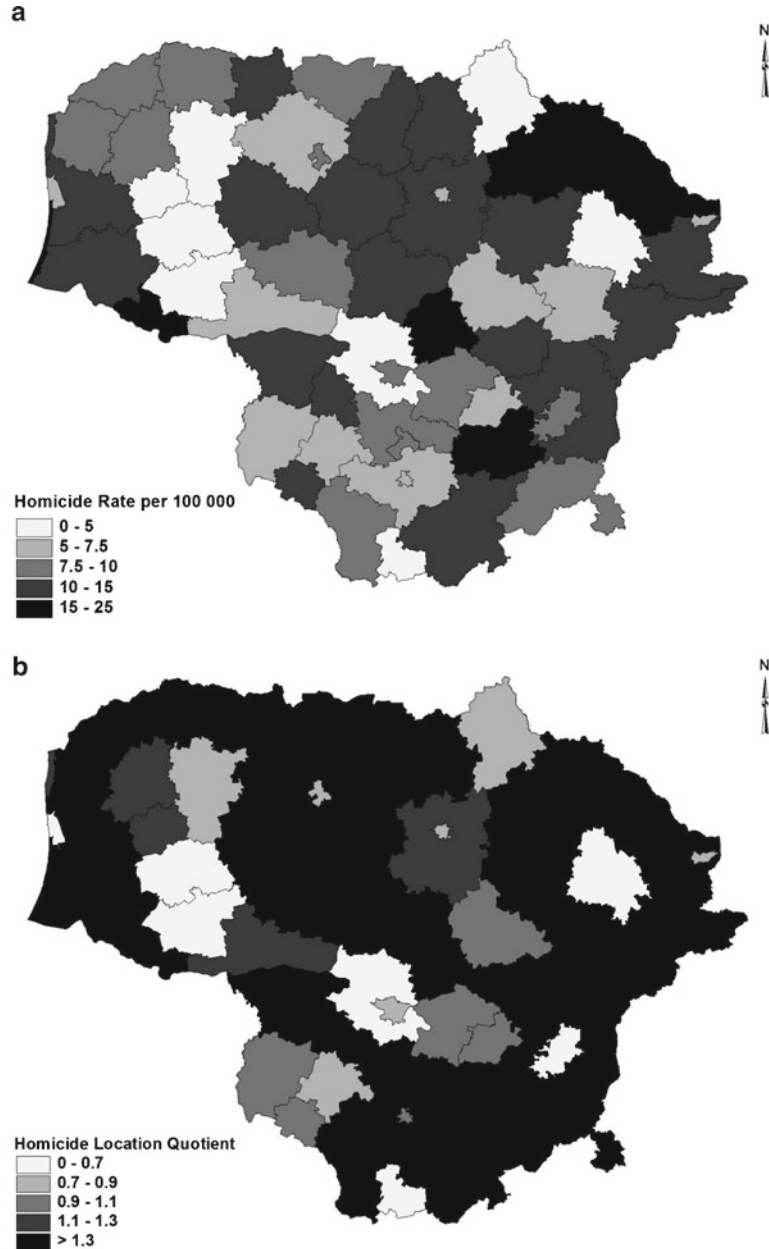 a
N
Homicide Rate per 100 000
0 - 5
5 - 7.5
7.5 - 10
10 - 15
15 - 25
b
N
Homicide Location Quotient
0 - 0.7
0.7 - 0.9
0.9 - 1.1
1.1 - 1.3
> 1.3